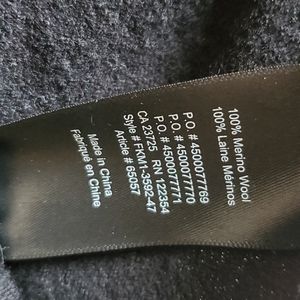 100% Merino Wool
100% Laine Mérinos
P.O. #4500077769
P.O. #4500077770
P.O. #4500077771
CA 23725 RN 122354
Style # FKM1-3592-47
Article #65057
Made in China
Fabriqué en Chine